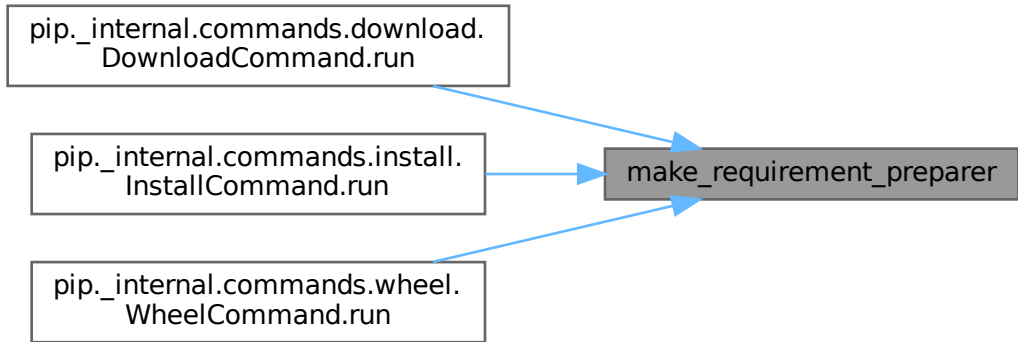 pip._internal.commands.download.
DownloadCommand.run
pip._internal.commands.install.
InstallCommand.run
make_requirement_preparer
pip._internal.commands.wheel.
WheelCommand.run